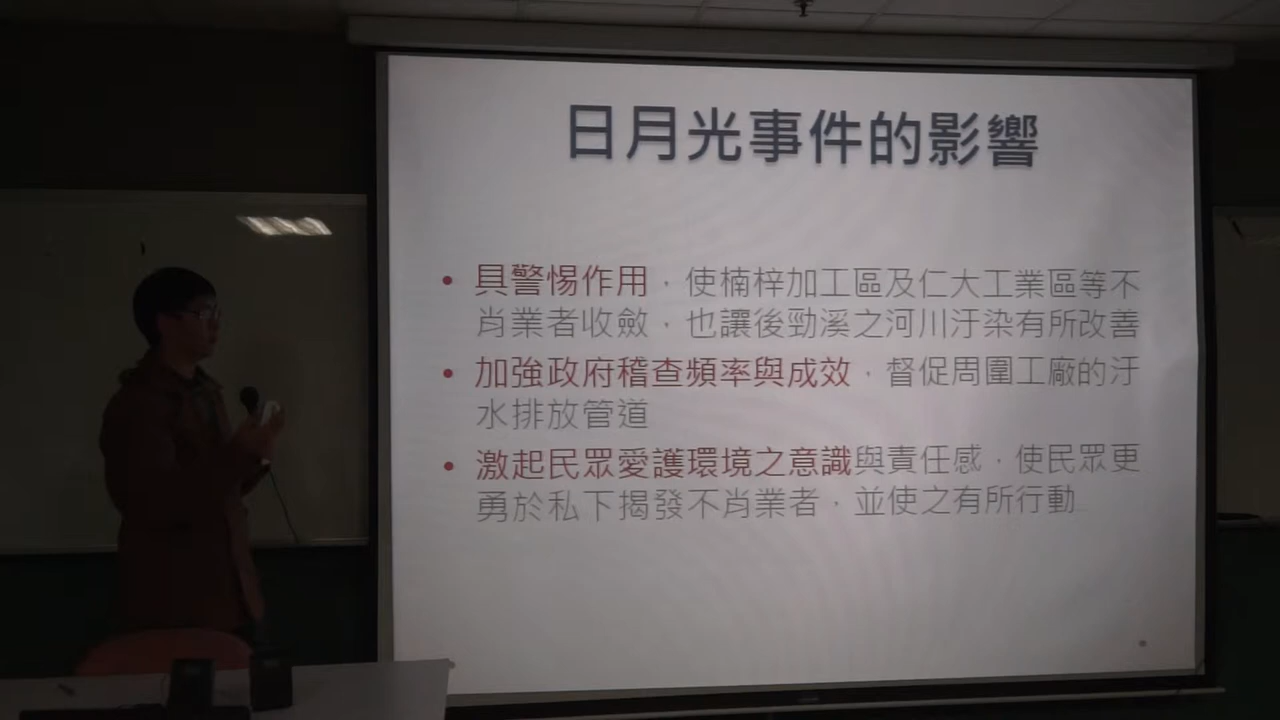 日月光事件的影響
• 具警惕作用，使楠梓加工區及仁大工業區等不
肖業者收斂，也讓後勁溪之河川汙染有所改善
• 加強政府稽查頻率與成效，督促周圍工廠的汙
水排放管道
• 激起民眾愛護環境之意識與責任感，使民眾更
勇於私下揭發不肖業者，並使之有所行動